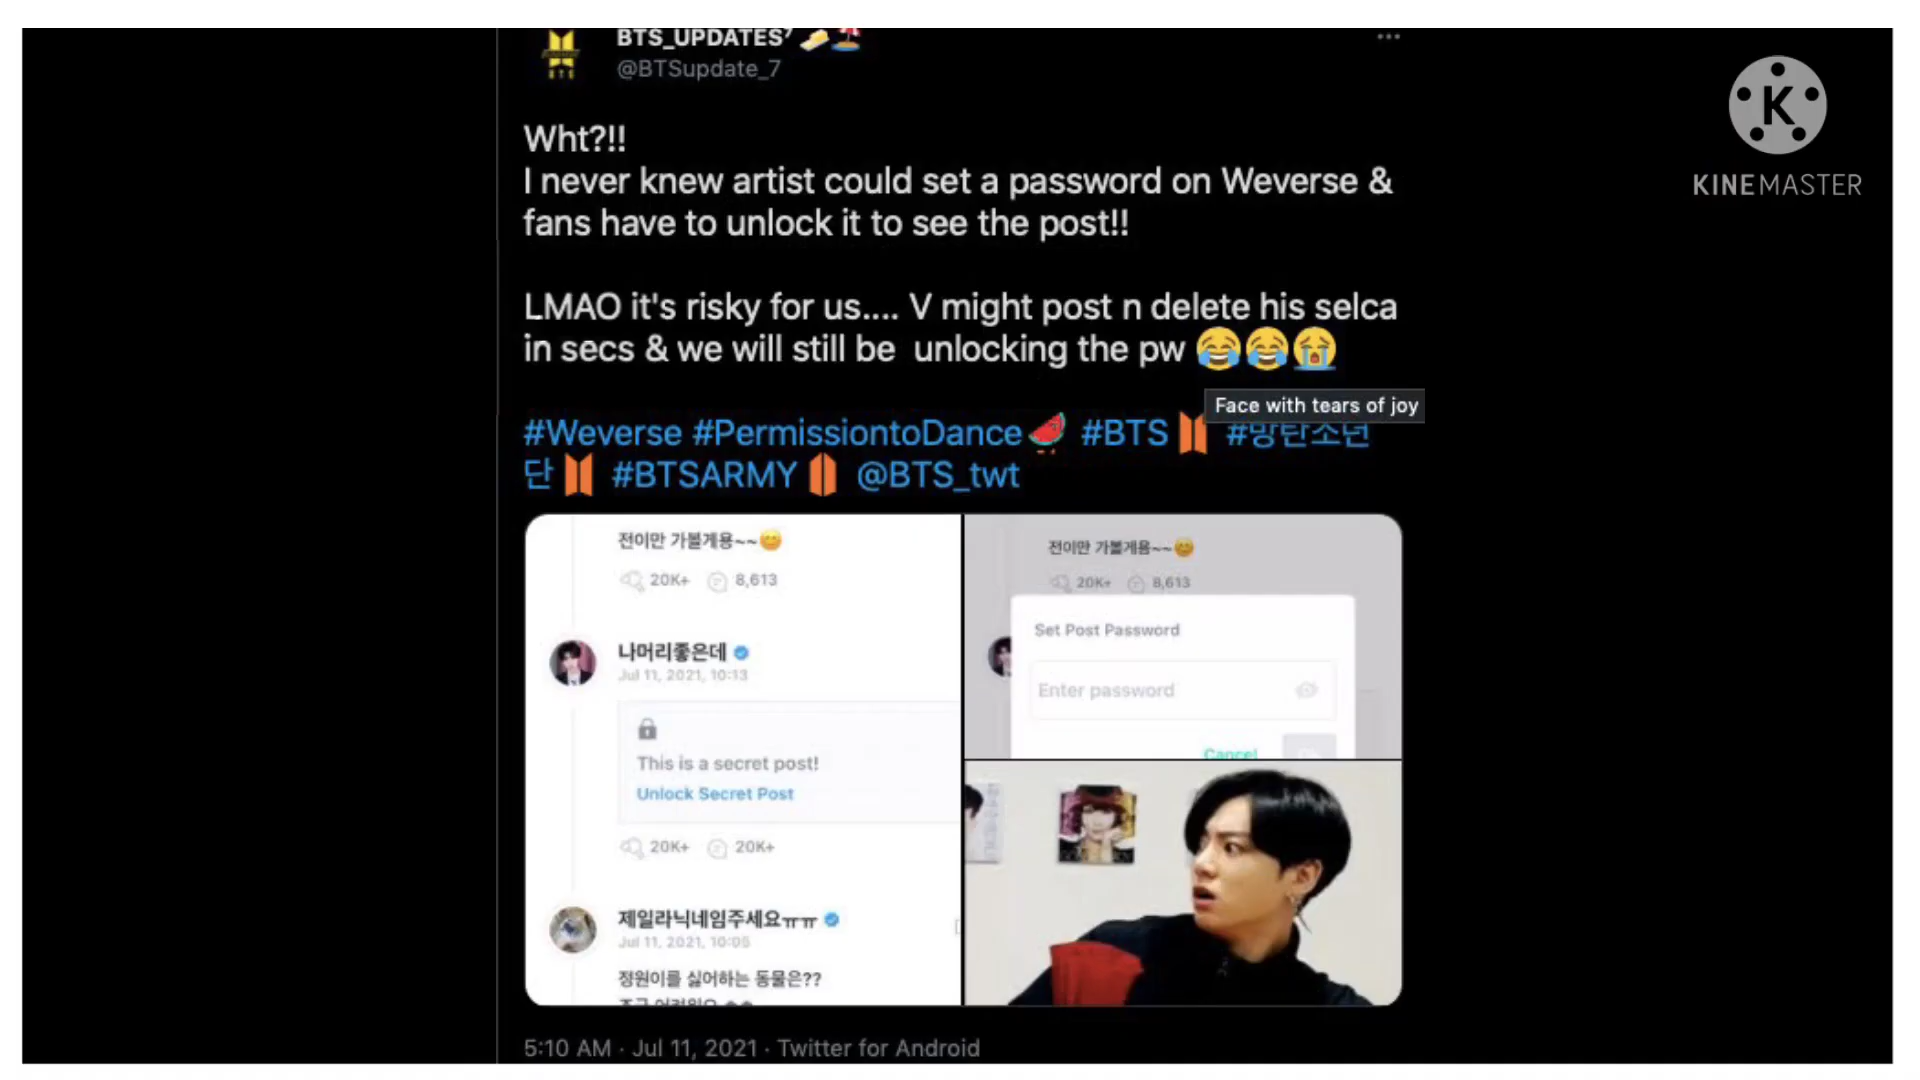 BTS_UPDATES⁷ 🧈🏖️
@BTSupdate_7
BTS
K
KINEMASTER
Wht?!!
I never knew artist could set a password on Weverse &
fans have to unlock it to see the post!!
LMAO it's risky for us.... V might post n delete his selca
in secs & we will still be unlocking the pw 😂😂😭
Face with tears of joy
#Weverse #PermissiontoDance #BTS #방탄소년
단 #BTSARMY @BTS_twt
전이만 가볼게용~~😊
20K+ 8,613
나머리좋은데
Jul 11, 2021, 10:13
This is a secret post!
Unlock Secret Post
20K+ 20K+
제일라닉네임주세요ㅠㅠ
Jul 11, 2021, 10:05
정원이를 싫어하는 동물은??
전이만 가볼게용~~😊
20K+ 8,613
Set Post Password
Enter password
Cancel
5:10 AM · Jul 11, 2021 · Twitter for Android